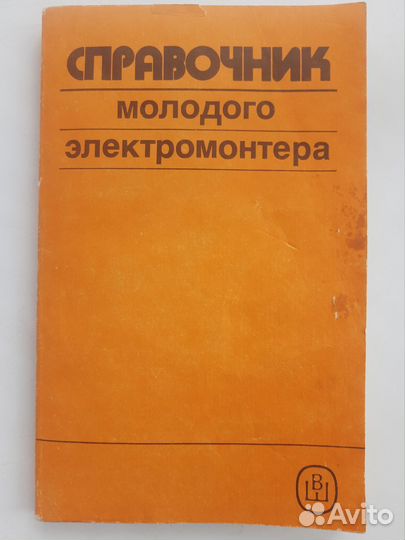 СПРАВОЧНИК
молодого
электромонтера
ВШ
Avito